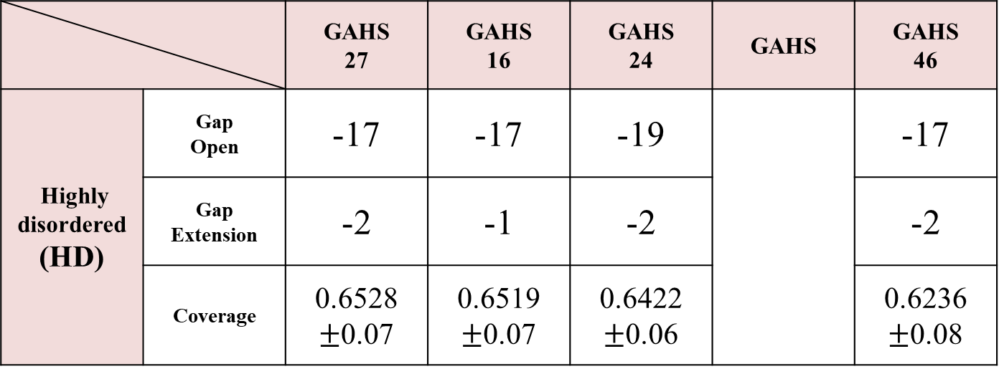 GAHS
27
GAHS
16
GAHS
24
GAHS
GAHS
46
Highly
disordered
(HD)
Gap
Open
-17
-17
-19
-17
Gap
Extension
-2
-1
-2
-2
Coverage
0.6528
±0.07
0.6519
±0.07
0.6422
±0.06
0.6236
±0.08